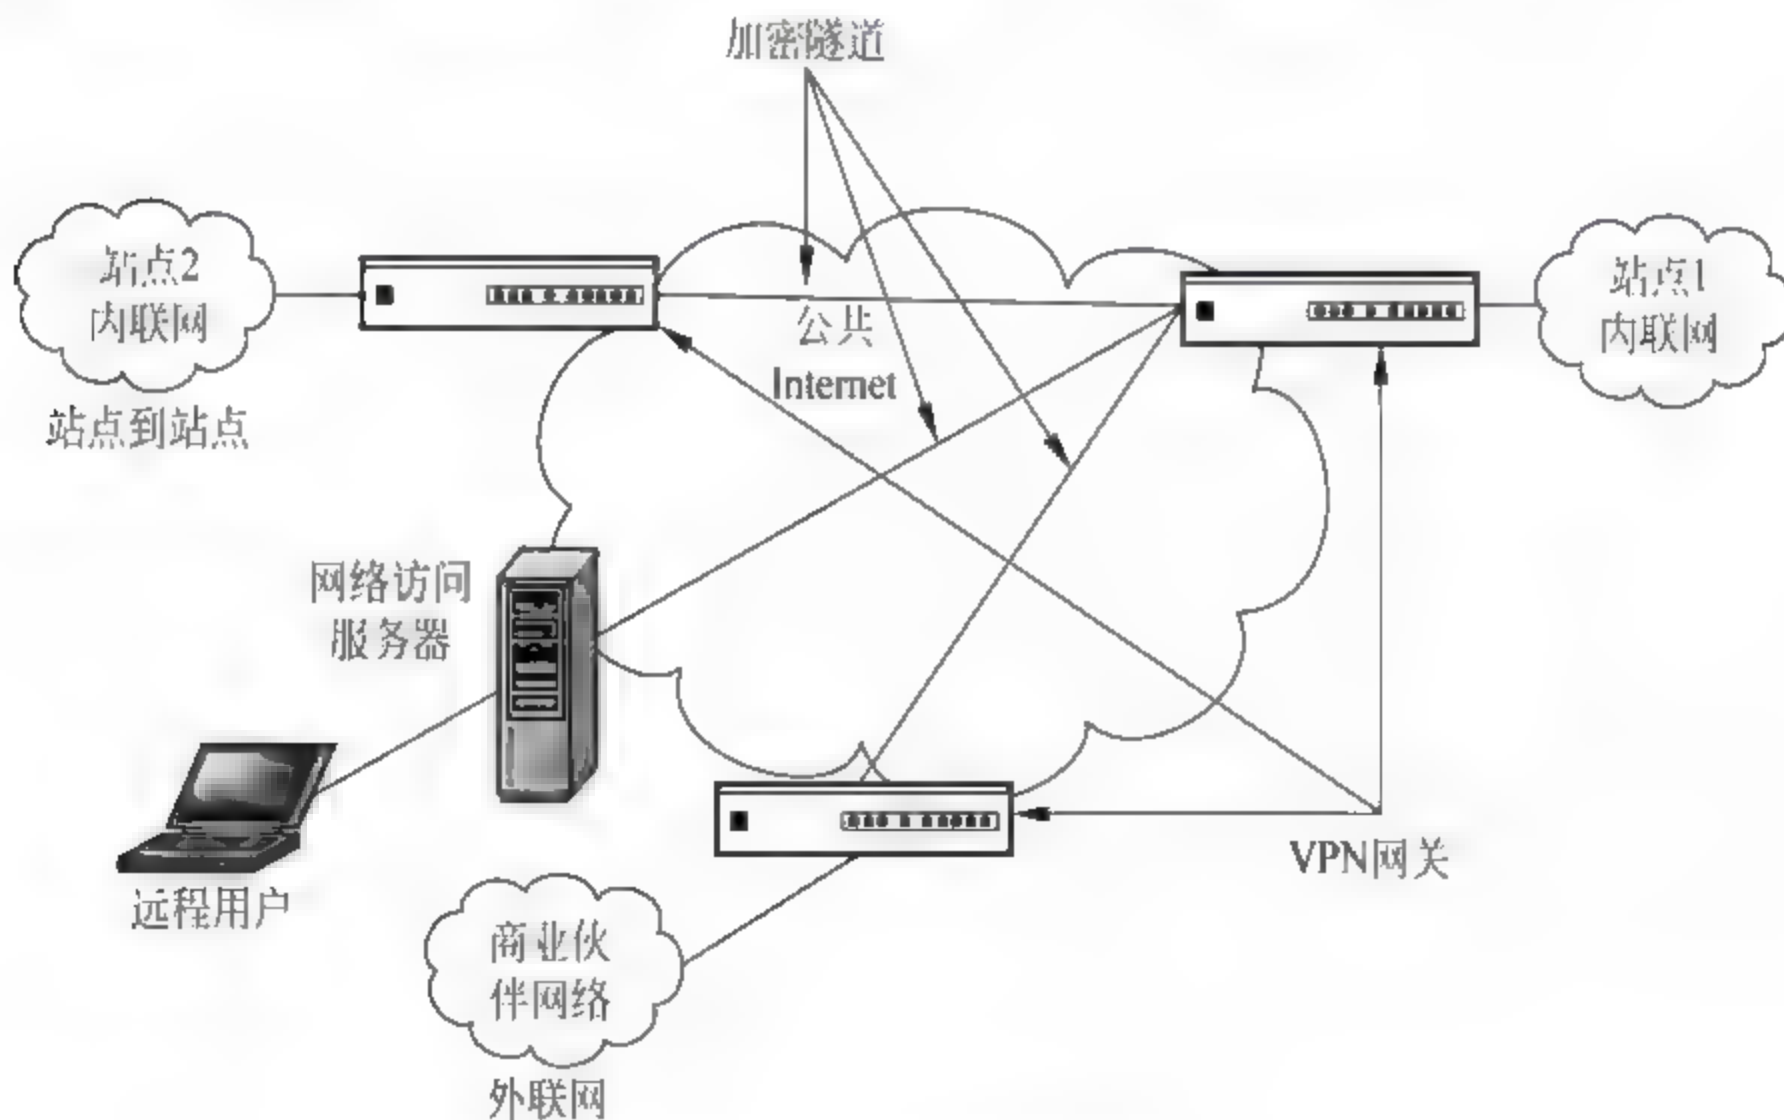 加密隧道
站点2
内联网
站点到站点
公共
Internet
站点1
内联网
网络访问
服务器
远程用户
VPN网关
商业伙
伴网络
外联网